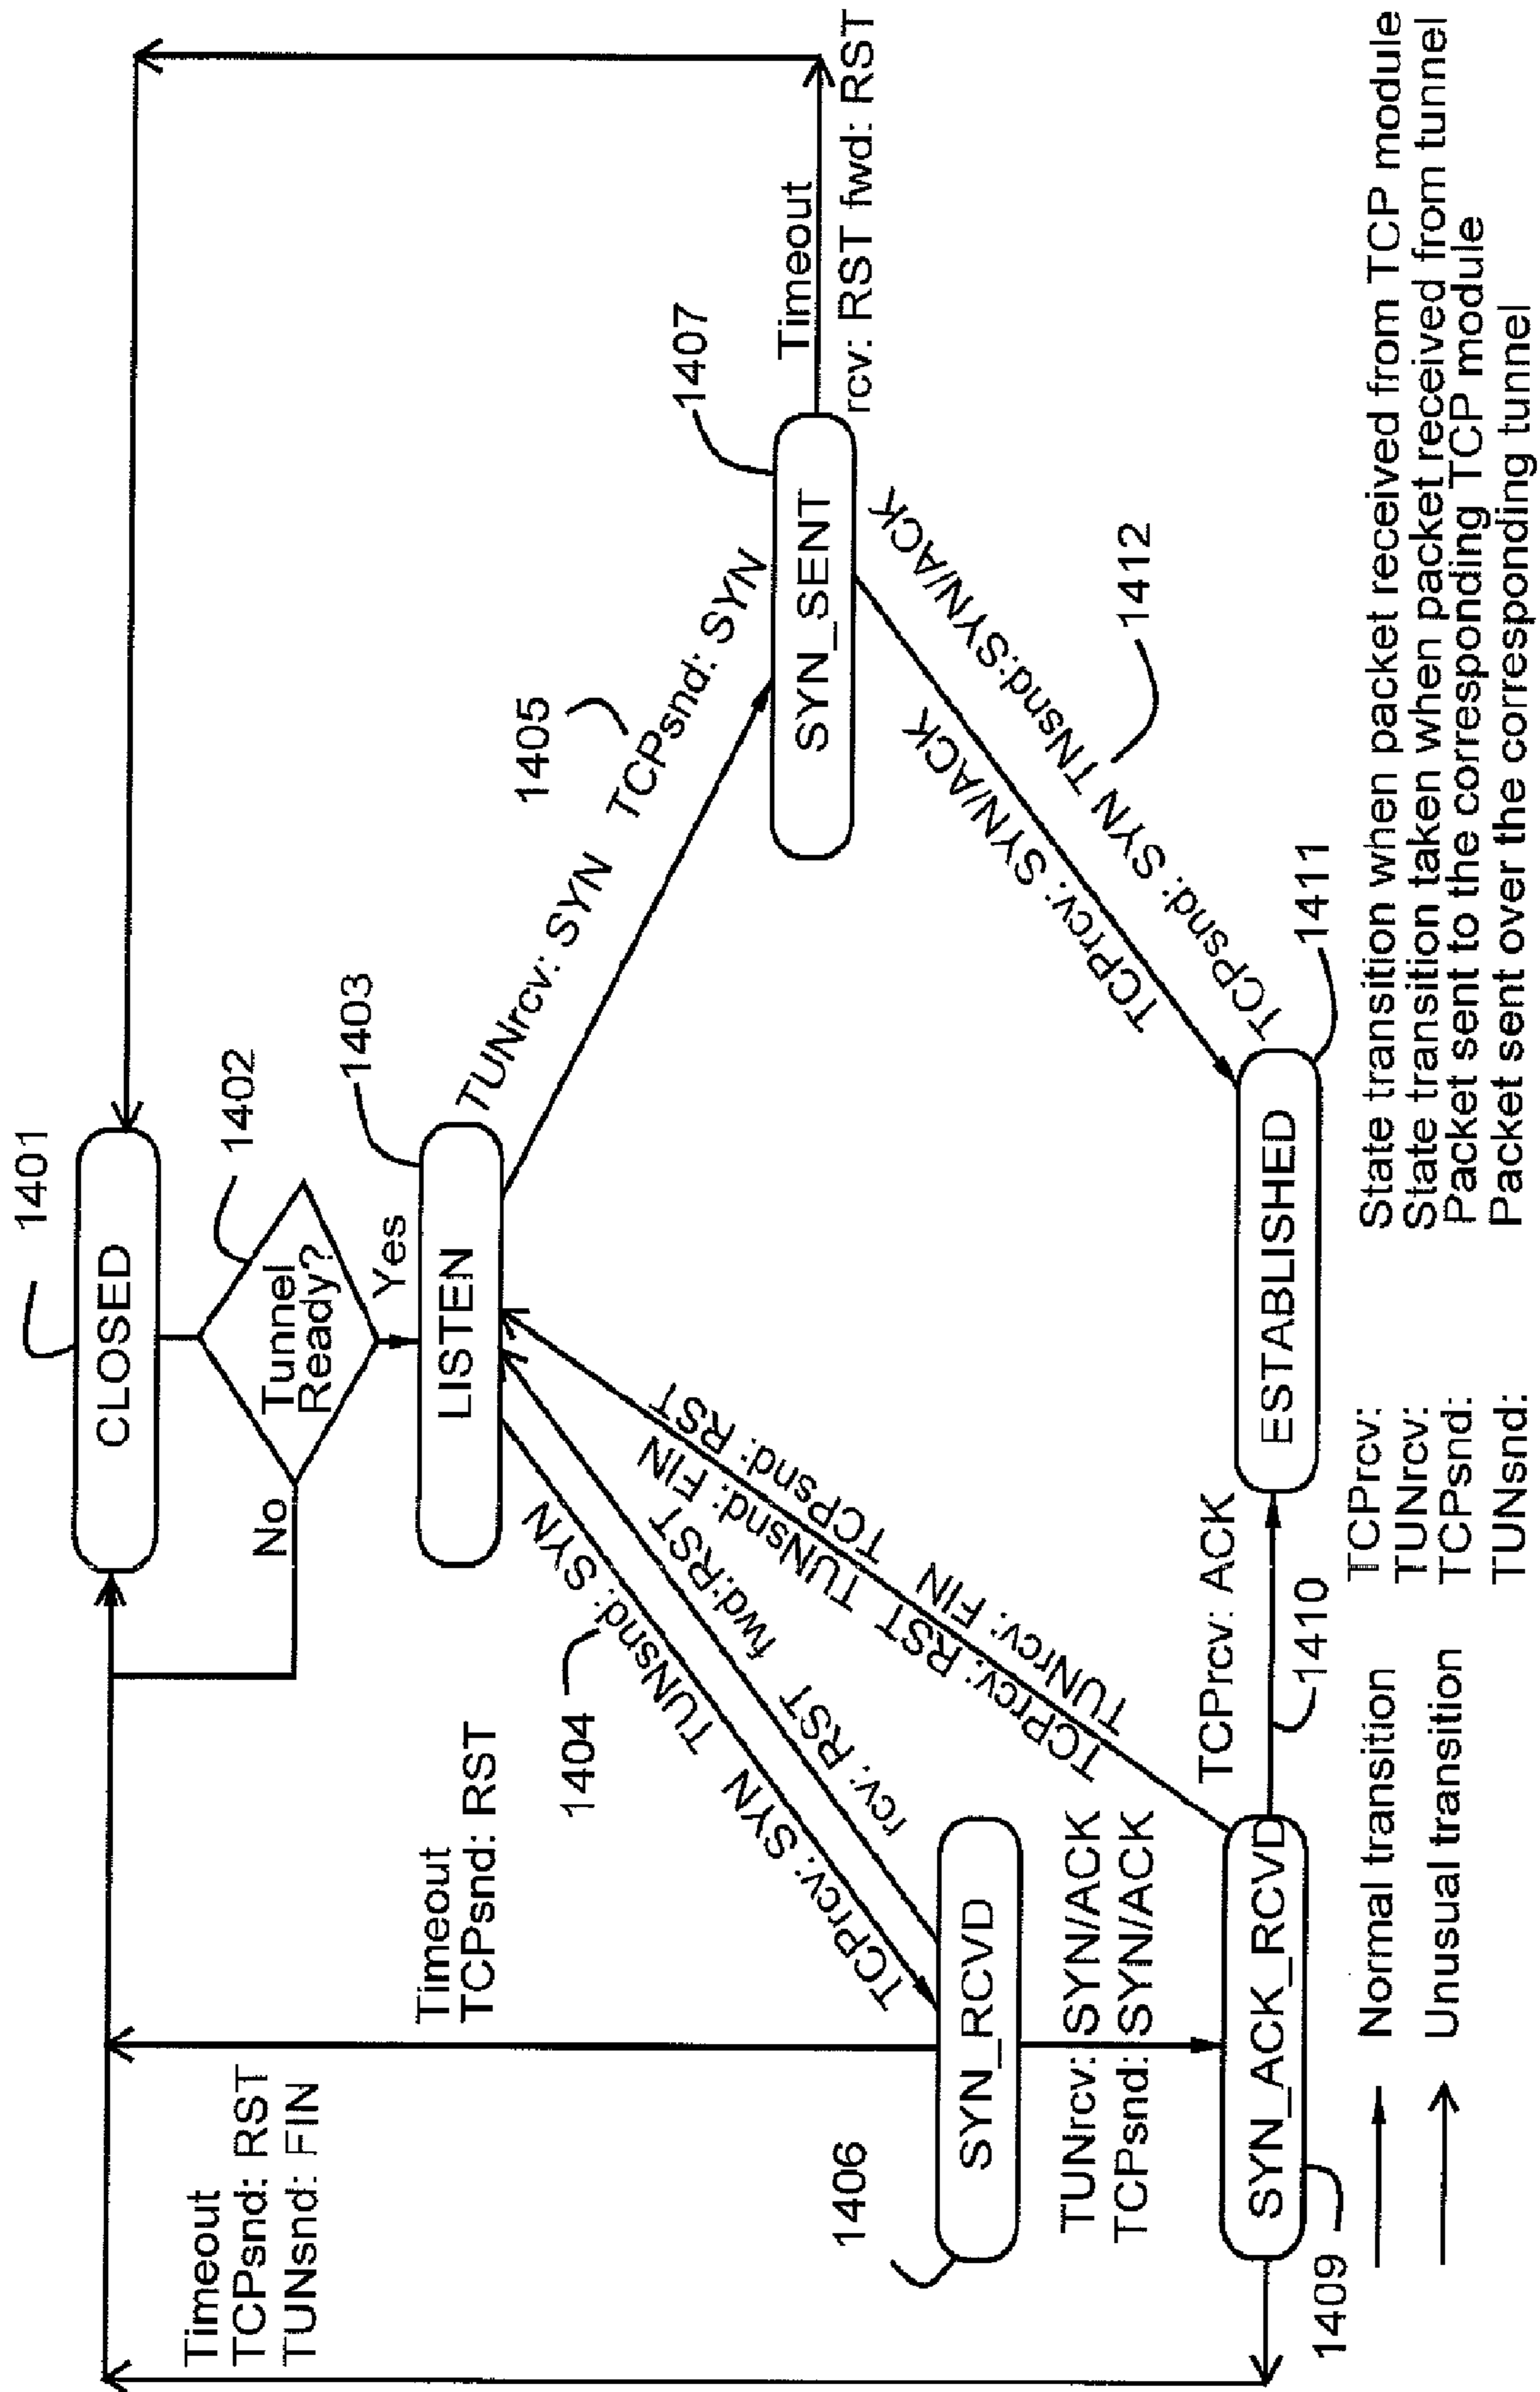 1401
CLOSED
1402
Tunnel
Ready?
No
Yes
1403
LISTEN
Timeout
TCPsnd: RST
TUNsnd: FIN
Timeout
TCPsnd: RST
TCPrcv: SYN TUNsnd: SYN
1404
rcv: RST fwd:RST
TCPrcv: RST TUNsnd: FIN
TUNrcv: FIN TCPsnd: RST
TUNrcv: SYN TCPsnd: SYN
1405
1407
SYN_SENT
Timeout
rcv: RST fwd: RST
1406
SYN_RCVD
TUNrcv: SYN/ACK
TCPsnd: SYN/ACK
TCPrcv: SYN/ACK
TCPsnd: SYN TNsnd:SYN/ACK
1412
1409
SYN_ACK_RCVD
TCPrcv: ACK
1410
ESTABLISHED
1411
Normal transition
Unusual transition
TCPrcv: State transition when packet received from TCP module
TUNrcv: State transition taken when packet received from tunnel
TCPsnd: Packet sent to the corresponding TCP module
TUNsnd: Packet sent over the corresponding tunnel